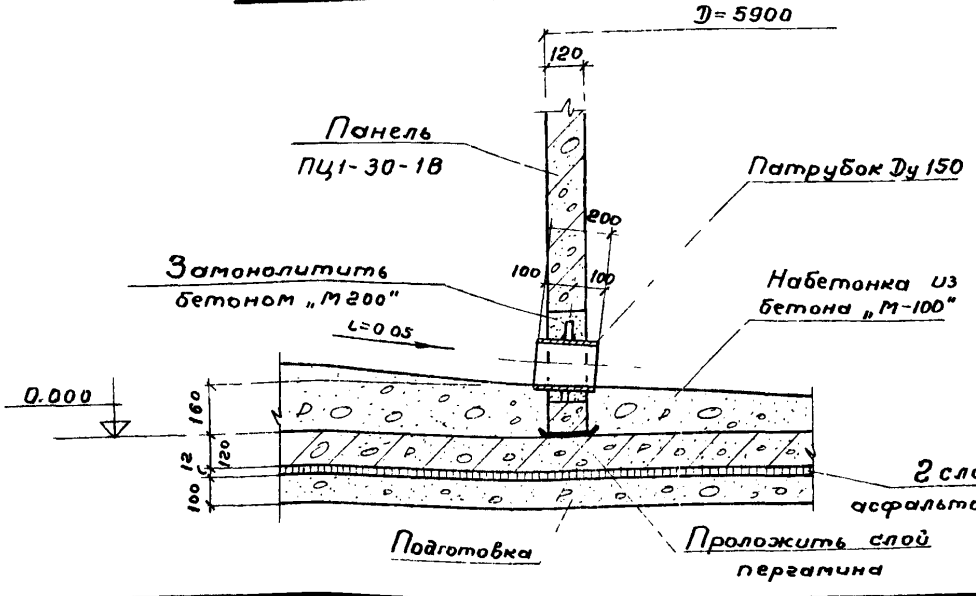 D=5900
120
Панель
ПЦ1-30-1В
Патрубок Ду 150
200
100
100
Замонолитить
бетоном „М200"
Набетонка из
бетона „М-100"
i=0.05
0.000
160
120
12
100
2 сло
асфальто
Подготовка
Проложить слой
пергамина